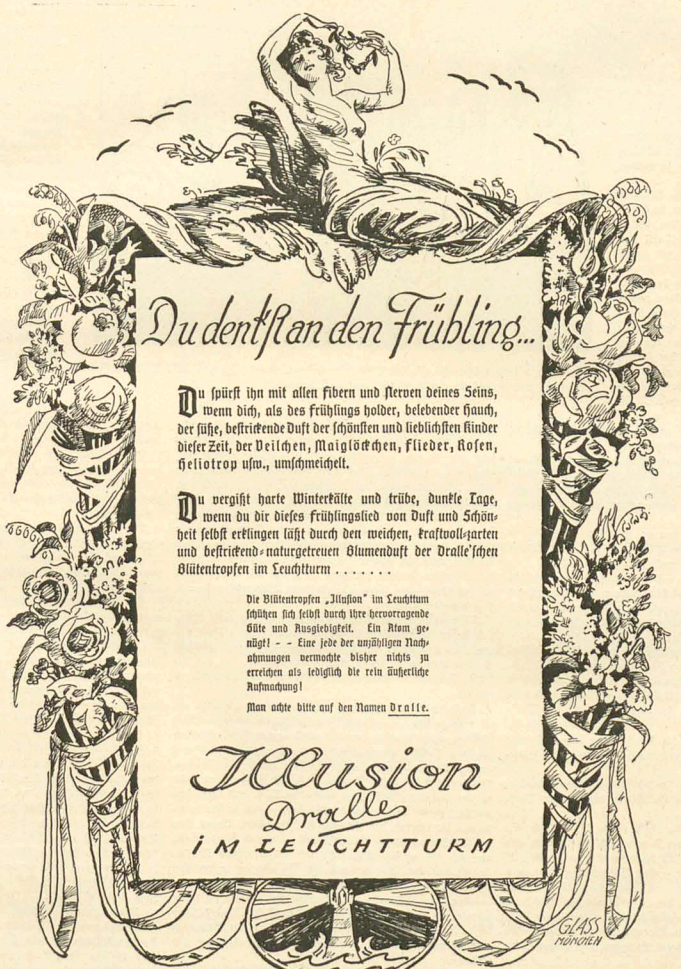 Du denkst an den Frühling...
Du spürst ihn mit allen Fibern und Nerven deines Seins,
wenn dich, als des Frühlings holder, belebender Hauch,
der süße, bestrickende Duft der schönsten und lieblichsten Kinder
dieser Zeit, der Veilchen, Maiglöckchen, Flieder, Rosen,
Heliotrop usw., umschmeichelt.
Du vergißt harte Winterkälte und trübe, dunkle Tage,
wenn du dir dieses Frühlingslied von Duft und Schön-
heit selbst erklingen läßt durch den weichen, kraftvoll-zarten
und bestrickend-naturgetreuen Blumenduft der Dralle'schen
Blütentropfen im Leuchtturm . . . . . . .
Die Blütentropfen „Illusion" im Leuchttum
schützen sich selbst durch ihre hervorragende
Güte und Ausgiebigkeit. Ein Atom ge-
nügt! - - Eine jede der unzähligen Nach-
ahmungen vermochte bisher nichts zu
erreichen als lediglich die rein äußerliche
Aufmachung!
Man achte bitte auf den Namen Dralle.
Illusion
Dralle
IM LEUCHTTURM
GLASS
MÜNCHEN